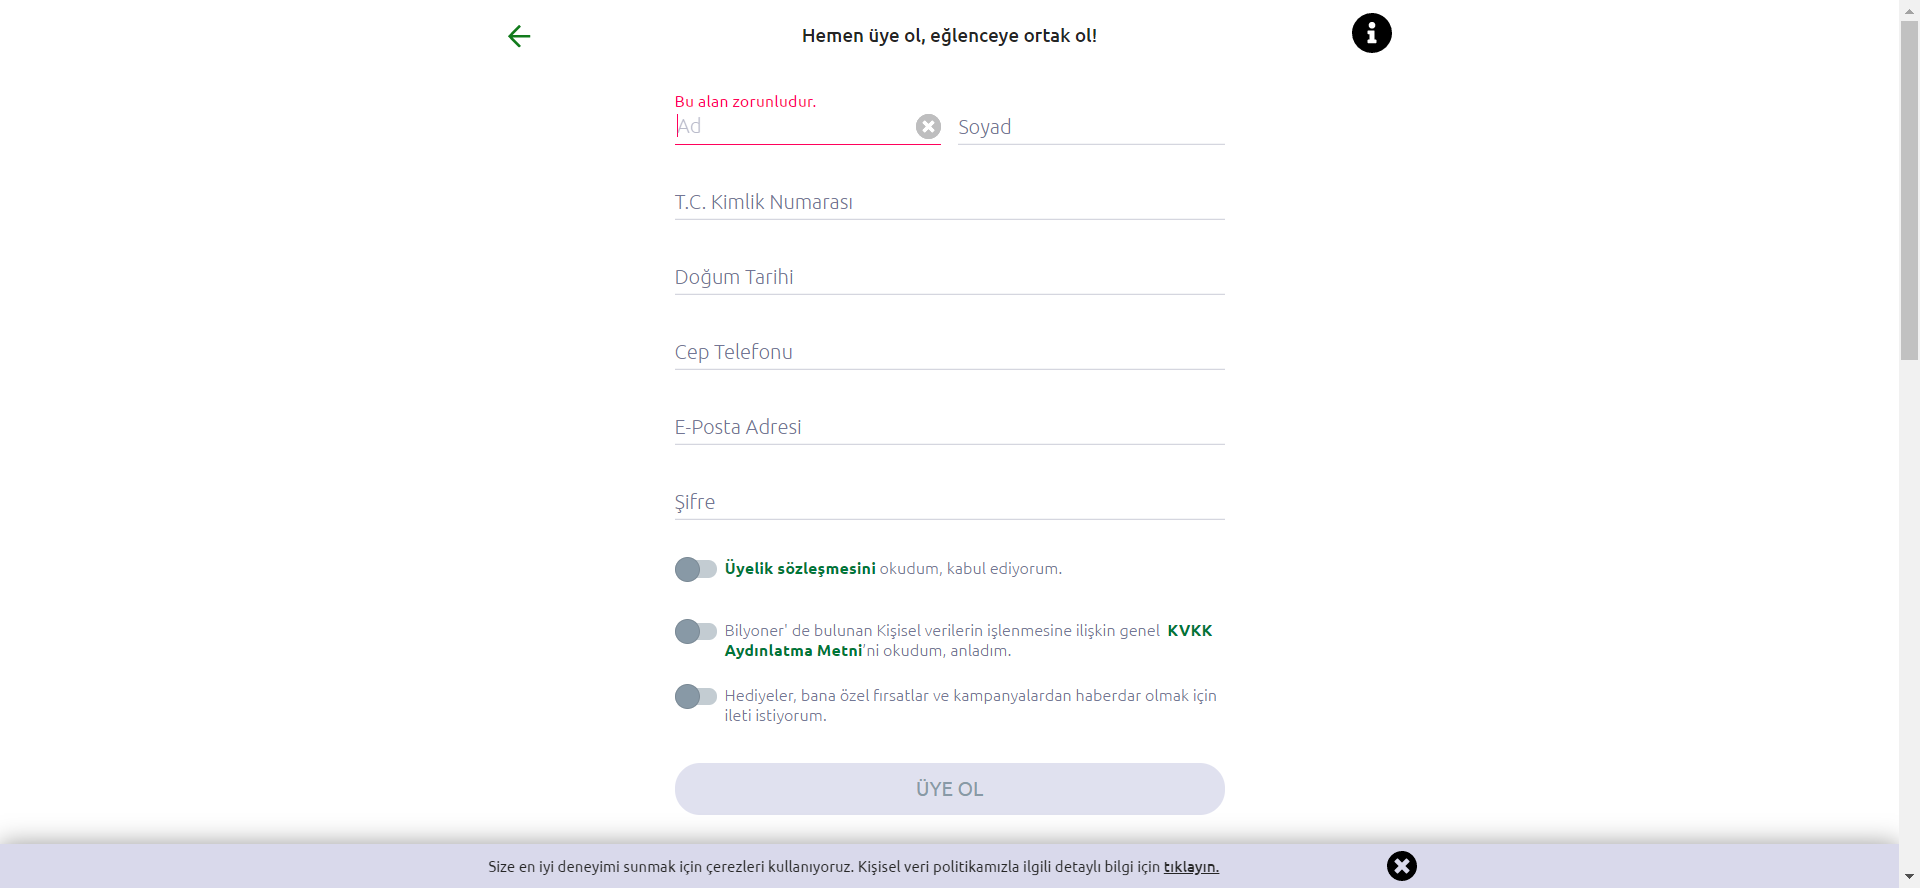 Hemen üye ol, eğlenceye ortak ol!
Bu alan zorunludur.
Ad
Soyad
T.C. Kimlik Numarası
Doğum Tarihi
Cep Telefonu
E-Posta Adresi
Şifre
Üyelik sözleşmesini okudum, kabul ediyorum.
Bilyoner' de bulunan Kişisel verilerin işlenmesine ilişkin genel KVKK
Aydınlatma Metni’ni okudum, anladım.
Hediyeler, bana özel fırsatlar ve kampanyalardan haberdar olmak için
ileti istiyorum.
ÜYE OL
Size en iyi deneyimi sunmak için çerezleri kullanıyoruz. Kişisel veri politikamızla ilgili detaylı bilgi için tıklayın.